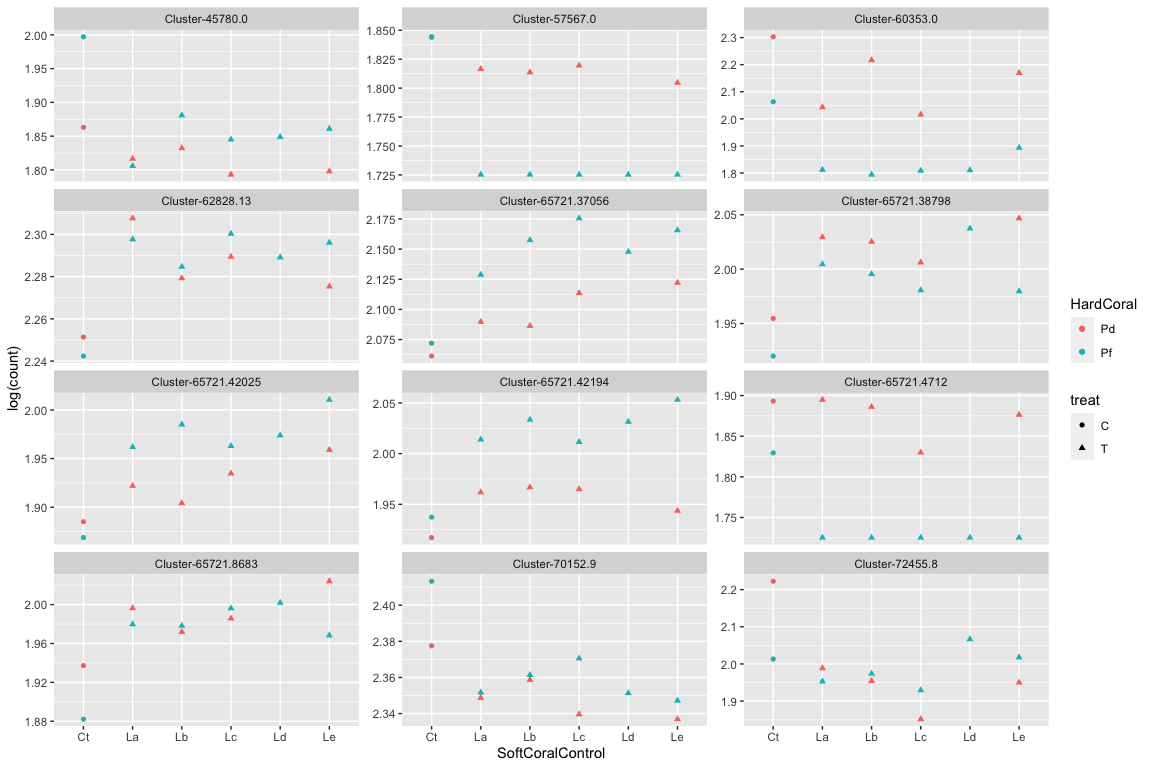 Cluster-45780.0
Cluster-57567.0
Cluster-60353.0
2.00
1.95
1.90
1.85
1.80
1.850
1.825
1.800
1.775
1.750
1.725
2.3
2.2
2.1
2.0
1.9
1.8
Cluster-62828.13
Cluster-65721.37056
Cluster-65721.38798
2.30
2.28
2.26
2.24
2.175
2.150
2.125
2.100
2.075
2.05
2.00
1.95
Cluster-65721.42025
Cluster-65721.42194
Cluster-65721.4712
2.00
1.95
1.90
2.05
2.00
1.95
1.90
1.85
1.80
1.75
Cluster-65721.8683
Cluster-70152.9
Cluster-72455.8
2.00
1.96
1.92
1.88
2.40
2.38
2.36
2.34
2.2
2.1
2.0
1.9
Ct La Lb Lc Ld Le
Ct La Lb Lc Ld Le
Ct La Lb Lc Ld Le
SoftCoralControl
log(count)
HardCoral
Pd
Pf
treat
C
T